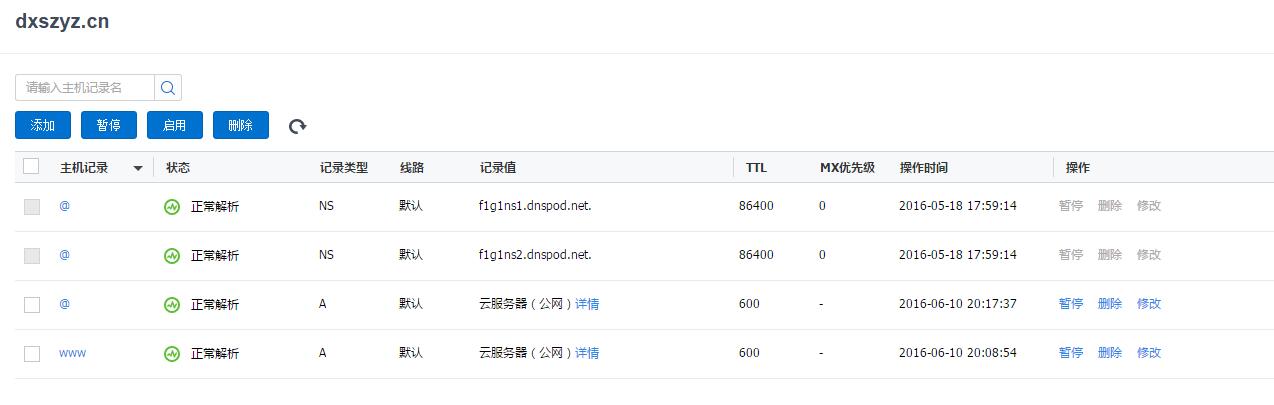 dxszyz.cn
请输入主机记录名
添加 暂停 启用 删除
主机记录 状态 记录类型 线路 记录值 TTL MX优先级 操作时间 操作
@ 正常解析 NS 默认 f1g1ns1.dnspod.net. 86400 0 2016-05-18 17:59:14 暂停 删除 修改
@ 正常解析 NS 默认 f1g1ns2.dnspod.net. 86400 0 2016-05-18 17:59:14 暂停 删除 修改
@ 正常解析 A 默认 云服务器（公网）详情 600 - 2016-06-10 20:17:37 暂停 删除 修改
www 正常解析 A 默认 云服务器（公网）详情 600 - 2016-06-10 20:08:54 暂停 删除 修改